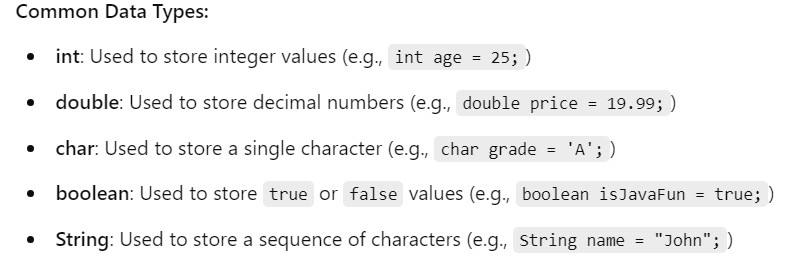 Common Data Types:
• int: Used to store integer values (e.g., int age = 25; )
• double: Used to store decimal numbers (e.g., double price = 19.99; )
• char: Used to store a single character (e.g., char grade = 'A'; )
• boolean: Used to store true or false values (e.g., boolean isJavaFun = true; )
• String: Used to store a sequence of characters (e.g., String name = "John"; )